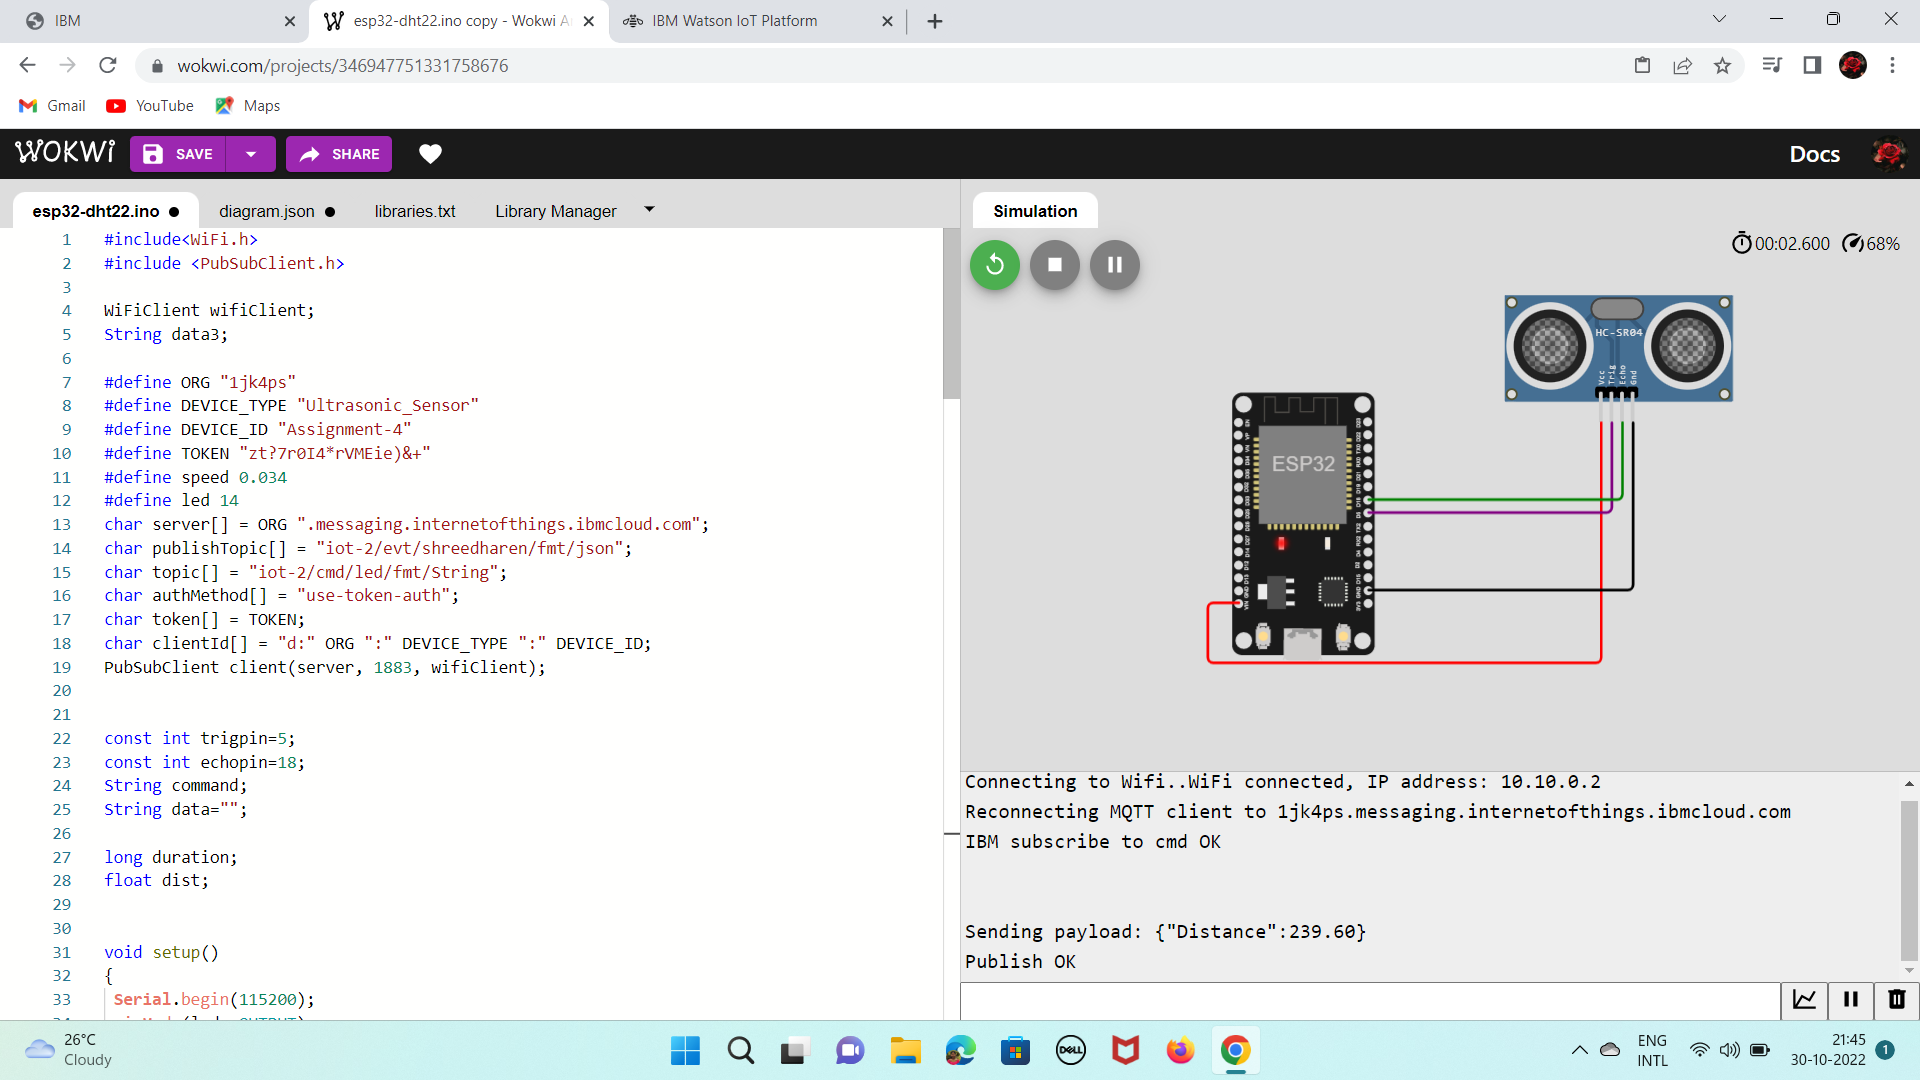 IBM
esp32-dht22.ino copy - Wokwi A
IBM Watson IoT Platform
wokwi.com/projects/346947751331758676
Gmail
YouTube
Maps
WOKWi
SAVE
SHARE
Docs
esp32-dht22.ino
diagram.json
libraries.txt
Library Manager
1 #include<WiFi.h>
2 #include <PubSubClient.h>
3
4 WiFiClient wifiClient;
5 String data3;
6
7 #define ORG "1jk4ps"
8 #define DEVICE_TYPE "Ultrasonic_Sensor"
9 #define DEVICE_ID "Assignment-4"
10 #define TOKEN "zt?7r0I4*rVMEie)&+"
11 #define speed 0.034
12 #define led 14
13 char server[] = ORG ".messaging.internetofthings.ibmcloud.com";
14 char publishTopic[] = "iot-2/evt/shreedharen/fmt/json";
15 char topic[] = "iot-2/cmd/led/fmt/String";
16 char authMethod[] = "use-token-auth";
17 char token[] = TOKEN;
18 char clientId[] = "d:" ORG ":" DEVICE_TYPE ":" DEVICE_ID;
19 PubSubClient client(server, 1883, wifiClient);
20
21
22 const int trigpin=5;
23 const int echopin=18;
24 String command;
25 String data="";
26
27 long duration;
28 float dist;
29
30
31 void setup()
32 {
33 Serial.begin(115200);
Simulation
00:02.600
68%
HC-SR04
Vcc
Trig
Echo
Gnd
ESP32
Connecting to Wifi..WiFi connected, IP address: 10.10.0.2
Reconnecting MQTT client to 1jk4ps.messaging.internetofthings.ibmcloud.com
IBM subscribe to cmd OK
Sending payload: {"Distance":239.60}
Publish OK
26°C
Cloudy
DELL
ENG
INTL
21:45
30-10-2022
1